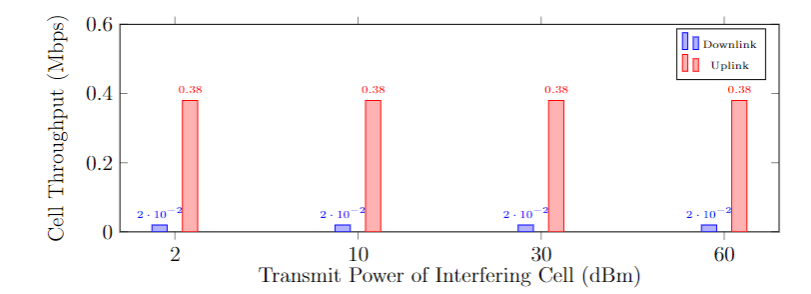 Cell Throughput (Mbps)
0.6
0.4
0.2
0
Downlink
Uplink
0.38 0.38 0.38 0.38
2 · 10⁻² 2 · 10⁻² 2 · 10⁻² 2 · 10⁻²
2 10 30 60
Transmit Power of Interfering Cell (dBm)